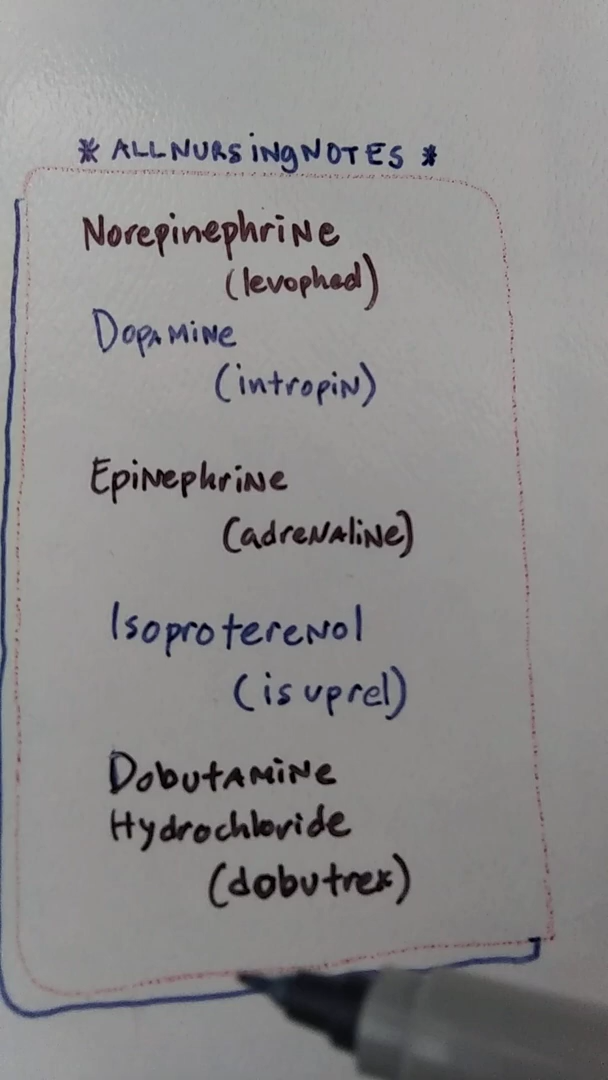 * ALLNURSiNgNOTES *
NorepinephriNe
(levophed)
DopAMiNe
(intropiN)
EpiNephriNe
(adreNAliNe)
IsoprotereNol
(isuprel)
DobutAMiNe
Hydrochloride
(dobutrex)